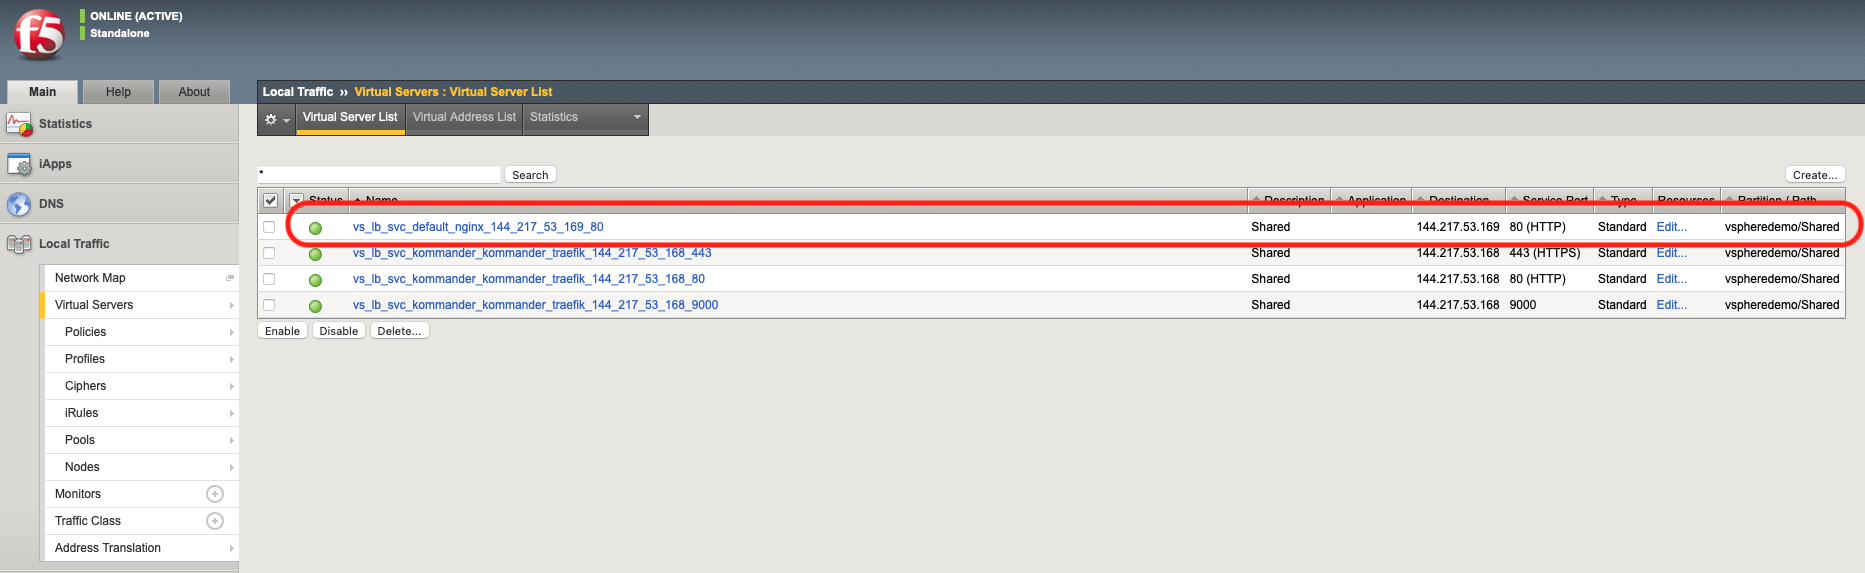 f5
ONLINE (ACTIVE)
Standalone
Main Help About
Local Traffic ›› Virtual Servers : Virtual Server List
Virtual Server List Virtual Address List Statistics
Statistics
iApps
DNS
Local Traffic
Network Map
Virtual Servers
Policies
Profiles
Ciphers
iRules
Pools
Nodes
Monitors
Traffic Class
Address Translation
* Search Create...
Status Name Description Application Destination Service Port Type Resources Partition / Path
vs_lb_svc_default_nginx_144_217_53_169_80 Shared 144.217.53.169 80 (HTTP) Standard Edit... vspheredemo/Shared
vs_lb_svc_kommander_kommander_traefik_144_217_53_168_443 Shared 144.217.53.168 443 (HTTPS) Standard Edit... vspheredemo/Shared
vs_lb_svc_kommander_kommander_traefik_144_217_53_168_80 Shared 144.217.53.168 80 (HTTP) Standard Edit... vspheredemo/Shared
vs_lb_svc_kommander_kommander_traefik_144_217_53_168_9000 Shared 144.217.53.168 9000 Standard Edit... vspheredemo/Shared
Enable Disable Delete...